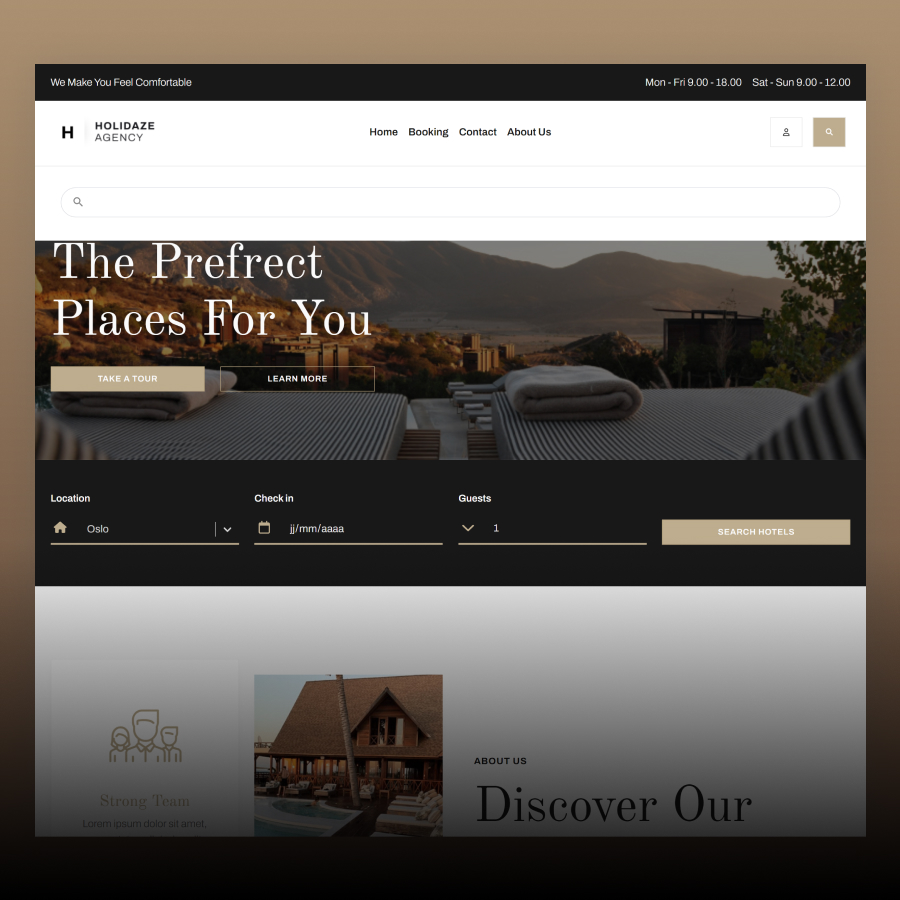 We Make You Feel Comfortable
Mon - Fri 9.00 - 18.00 Sat - Sun 9.00 - 12.00
H HOLIDAZE
AGENCY
Home Booking Contact About Us
The Prefrect
Places For You
TAKE A TOUR
LEARN MORE
Location
Check in
Guests
Oslo
jj/mm/aaaa
1
SEARCH HOTELS
ABOUT US
Discover Our
Strong Team
Lorem ipsum dolor sit amet,